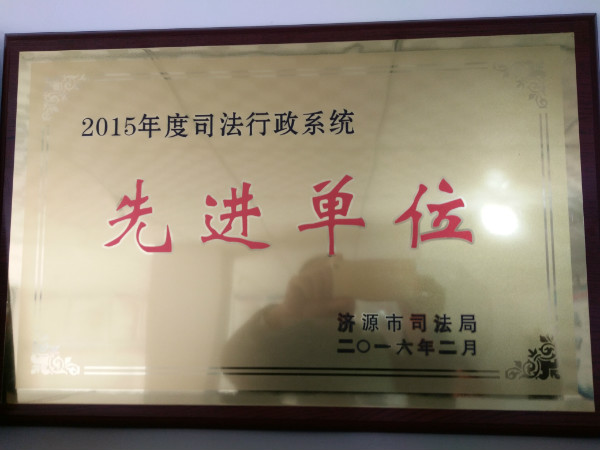 2015年度司法行政系统
先进单位
济源市司法局
二〇一六年二月